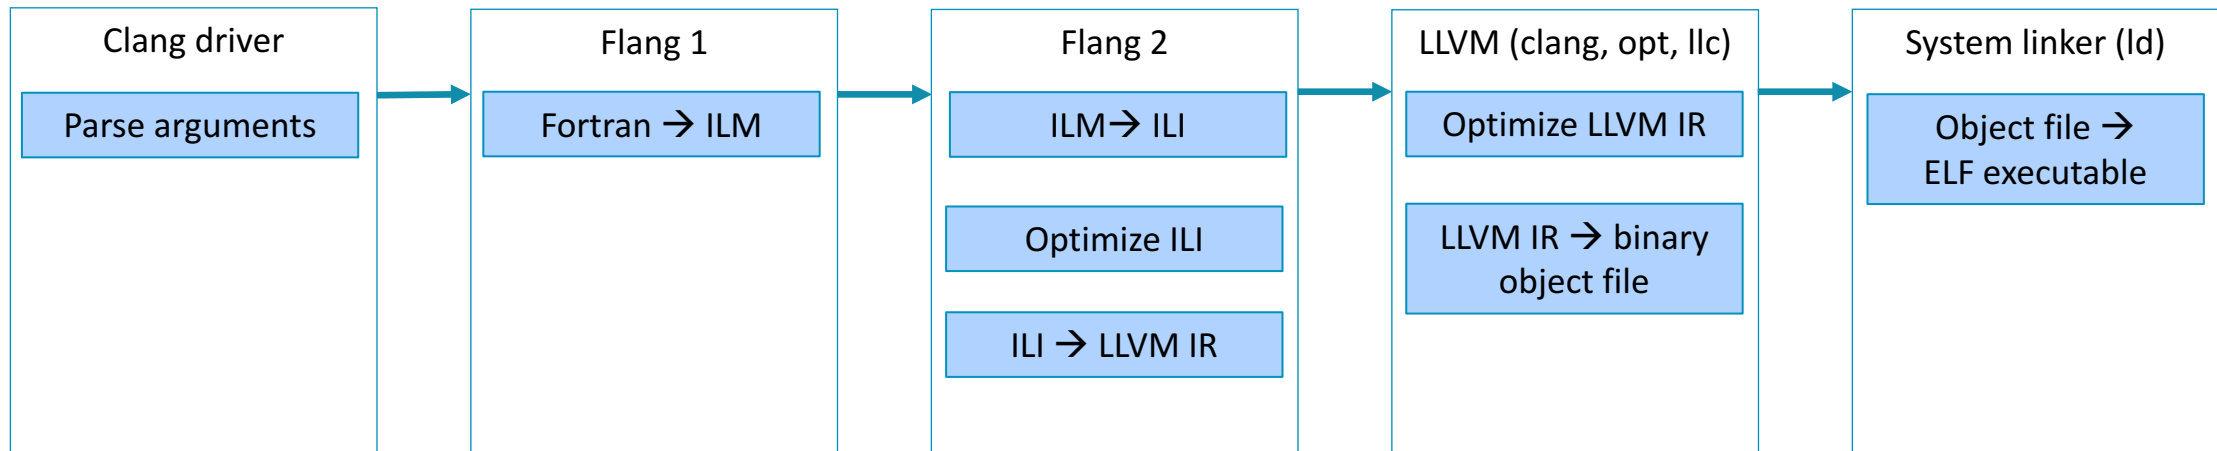 Clang driver
Parse arguments
Flang 1
Fortran → ILM
Flang 2
ILM→ ILI
Optimize ILI
ILI → LLVM IR
LLVM (clang, opt, llc)
Optimize LLVM IR
LLVM IR → binary
object file
System linker (ld)
Object file →
ELF executable